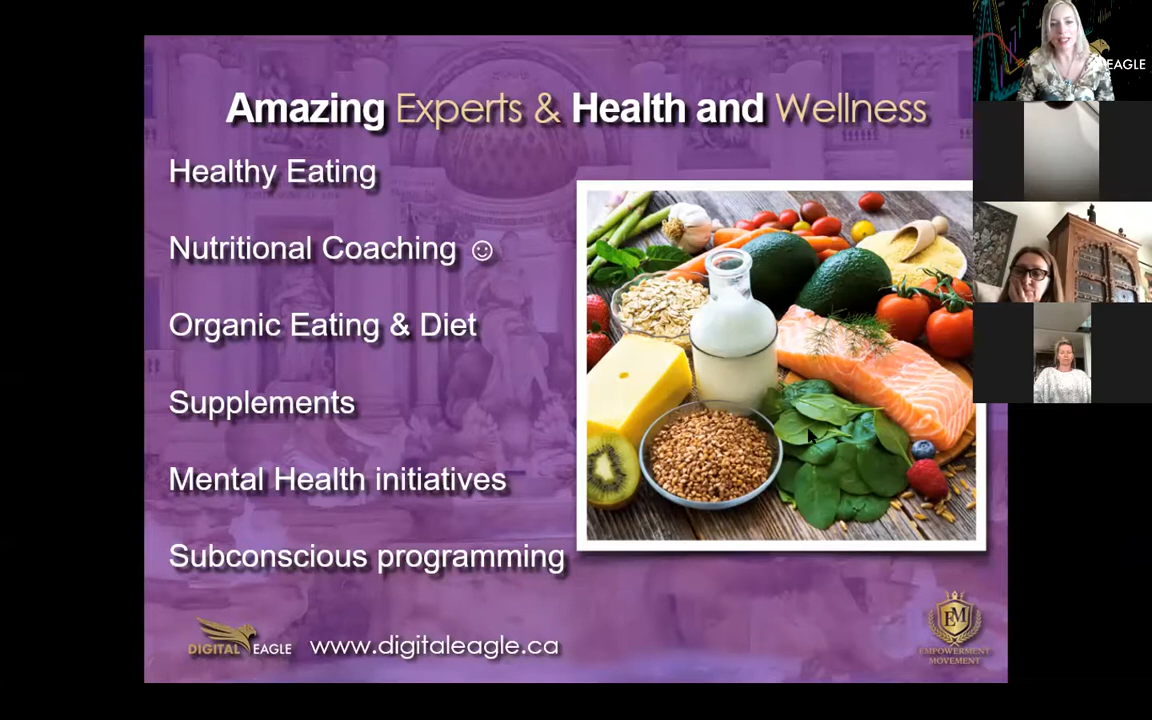 Amazing Experts & Health and Wellness
Healthy Eating
Nutritional Coaching ☺
Organic Eating & Diet
Supplements
Mental Health initiatives
Subconscious programming
DIGITAL EAGLE
www.digitaleagle.ca
EM
EMPOWERMENT
MOVEMENT
EAGLE